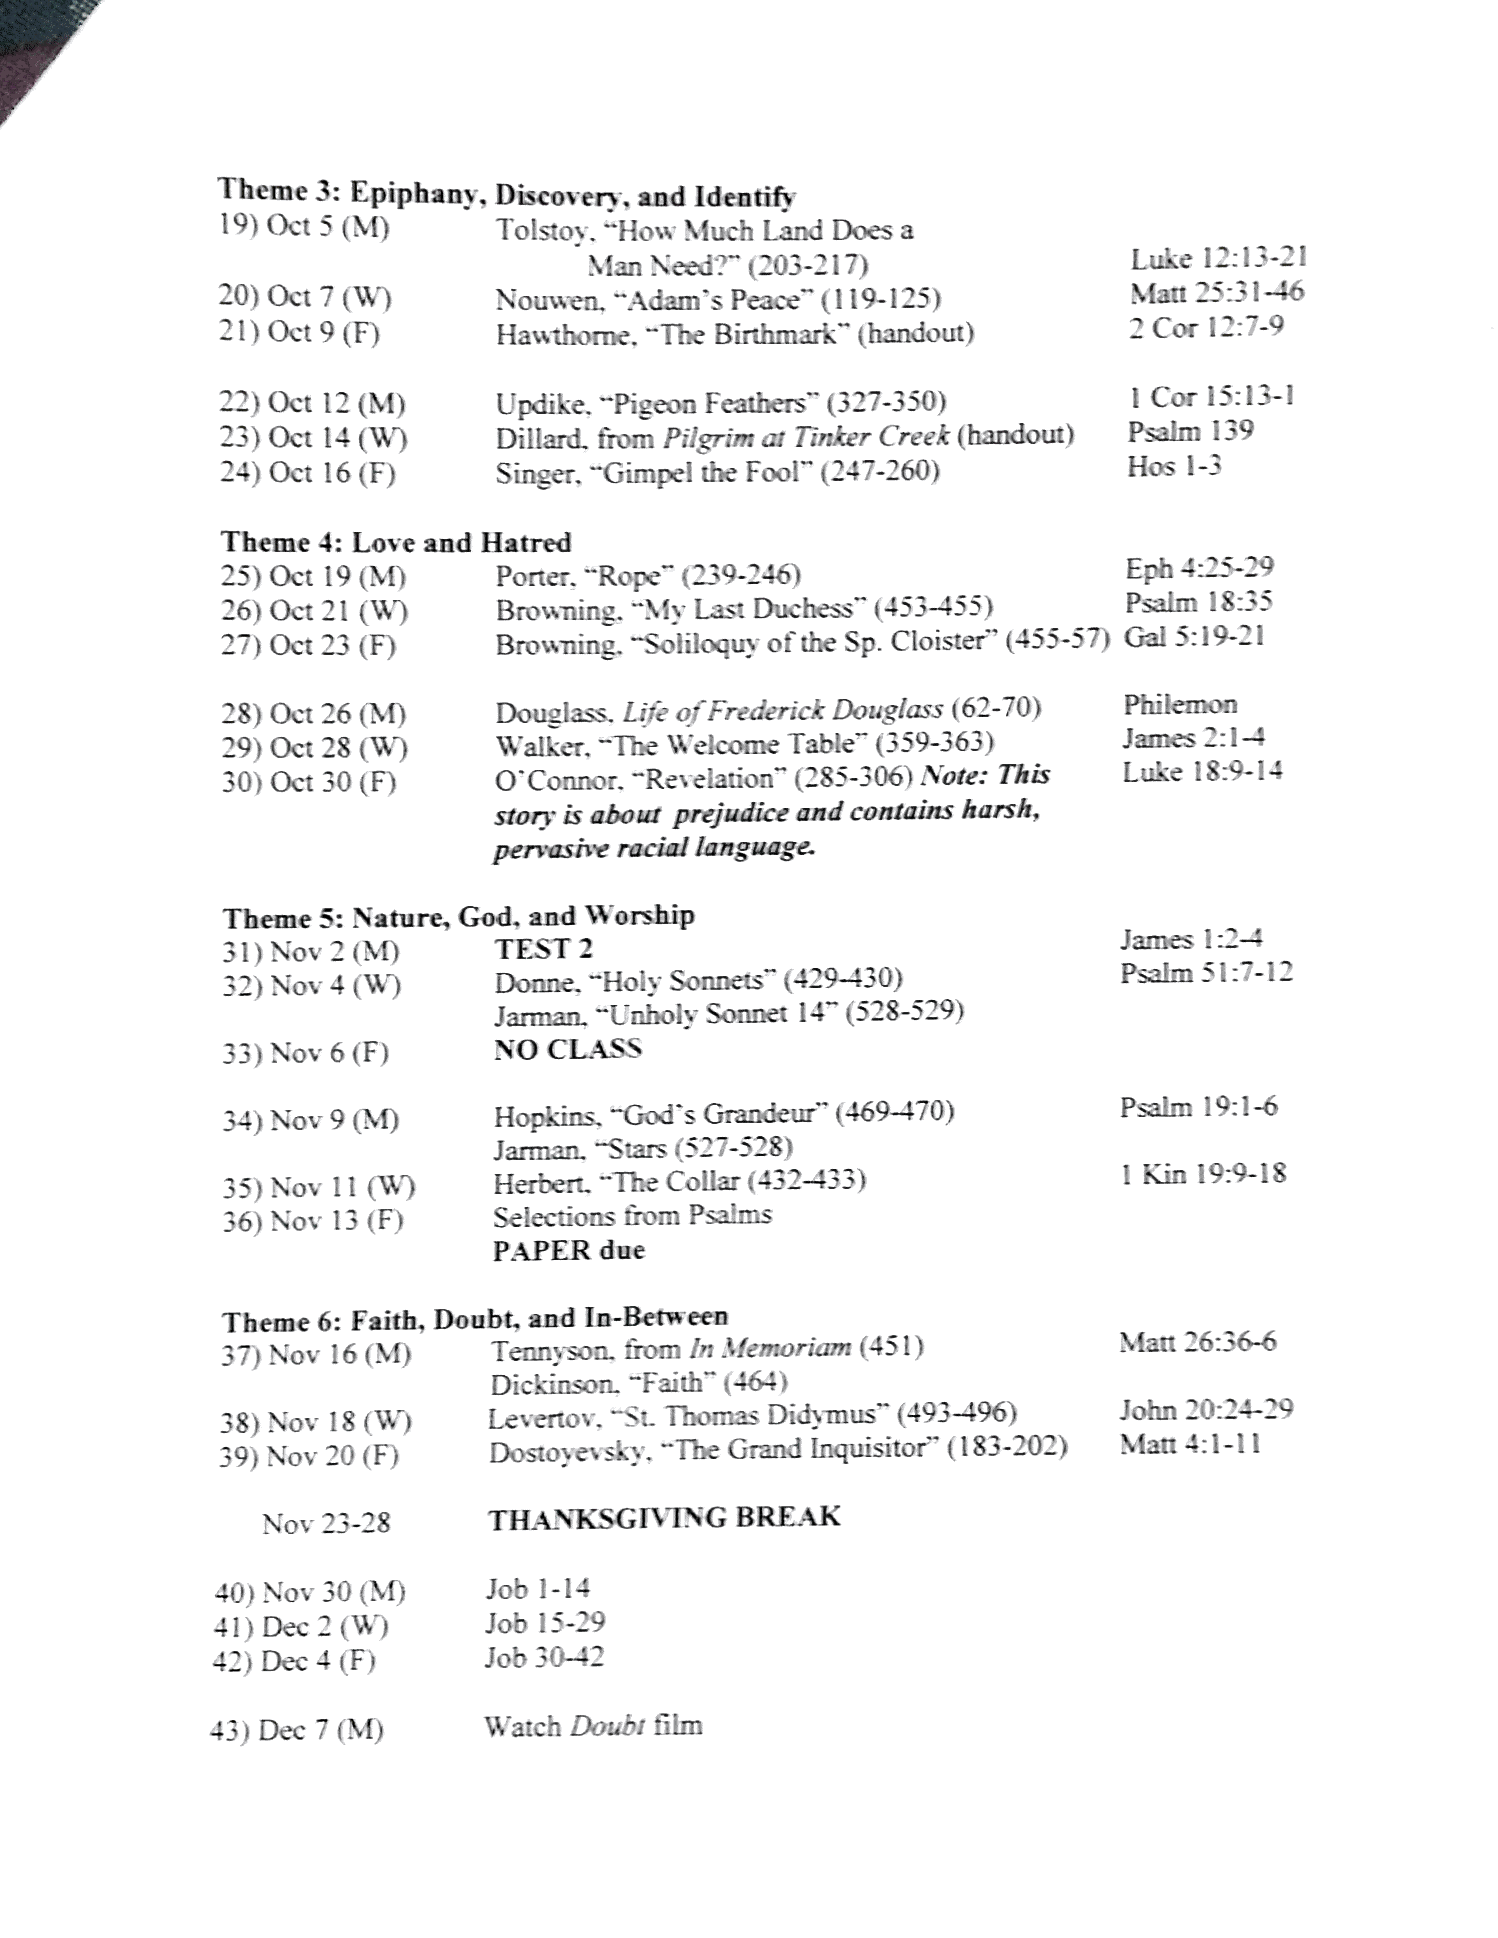 Theme 3: Epiphany, Discovery, and Identify
19) Oct 5 (M) Tolstoy, “How Much Land Does a
Man Need?” (203-217) Luke 12:13-21
20) Oct 7 (W) Nouwen, “Adam’s Peace” (119-125) Matt 25:31-46
21) Oct 9 (F) Hawthorne, “The Birthmark” (handout) 2 Cor 12:7-9
22) Oct 12 (M) Updike, “Pigeon Feathers” (327-350) 1 Cor 15:13-1
23) Oct 14 (W) Dillard, from Pilgrim at Tinker Creek (handout) Psalm 139
24) Oct 16 (F) Singer, “Gimpel the Fool” (247-260) Hos 1-3
Theme 4: Love and Hatred
25) Oct 19 (M) Porter, “Rope” (239-246) Eph 4:25-29
26) Oct 21 (W) Browning, “My Last Duchess” (453-455) Psalm 18:35
27) Oct 23 (F) Browning, “Soliloquy of the Sp. Cloister” (455-57) Gal 5:19-21
28) Oct 26 (M) Douglass, Life of Frederick Douglass (62-70) Philemon
29) Oct 28 (W) Walker, “The Welcome Table” (359-363) James 2:1-4
30) Oct 30 (F) O’Connor, “Revelation” (285-306) Note: This Luke 18:9-14
story is about prejudice and contains harsh,
pervasive racial language.
Theme 5: Nature, God, and Worship
31) Nov 2 (M) TEST 2 James 1:2-4
32) Nov 4 (W) Donne, “Holy Sonnets” (429-430) Psalm 51:7-12
Jarman, “Unholy Sonnet 14” (528-529)
33) Nov 6 (F) NO CLASS
34) Nov 9 (M) Hopkins, “God’s Grandeur” (469-470) Psalm 19:1-6
Jarman, “Stars (527-528)
35) Nov 11 (W) Herbert, “The Collar (432-433) 1 Kin 19:9-18
36) Nov 13 (F) Selections from Psalms
PAPER due
Theme 6: Faith, Doubt, and In-Between
37) Nov 16 (M) Tennyson, from In Memoriam (451) Matt 26:36-6
Dickinson, “Faith” (464)
38) Nov 18 (W) Levertov, “St. Thomas Didymus” (493-496) John 20:24-29
39) Nov 20 (F) Dostoyevsky, “The Grand Inquisitor” (183-202) Matt 4:1-11
Nov 23-28 THANKSGIVING BREAK
40) Nov 30 (M) Job 1-14
41) Dec 2 (W) Job 15-29
42) Dec 4 (F) Job 30-42
43) Dec 7 (M) Watch Doubt film